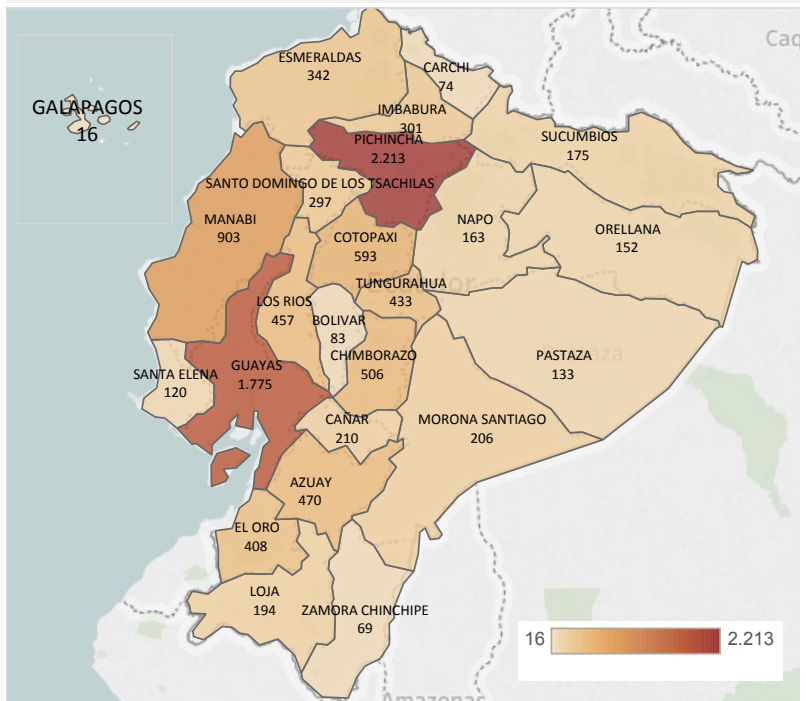 Caq
ESMERALDAS
342
CARCHI
74
GALAPAGOS
16
IMBABURA
301
SUCUMBIOS
175
PICHINCHA
2.213
SANTO DOMINGO DE LOS TSACHILAS
297
MANABI
903
NAPO
163
ORELLANA
152
COTOPAXI
593
Ecuador
TUNGURAHUA
433
LOS RIOS
457
BOLIVAR
83
CHIMBORAZO
506
PASTAZA
133
SANTA ELENA
120
GUAYAS
1.775
CAÑAR
210
MORONA SANTIAGO
206
AZUAY
470
EL ORO
408
LOJA
194
ZAMORA CHINCHIPE
69
16
2.213
Amazonas